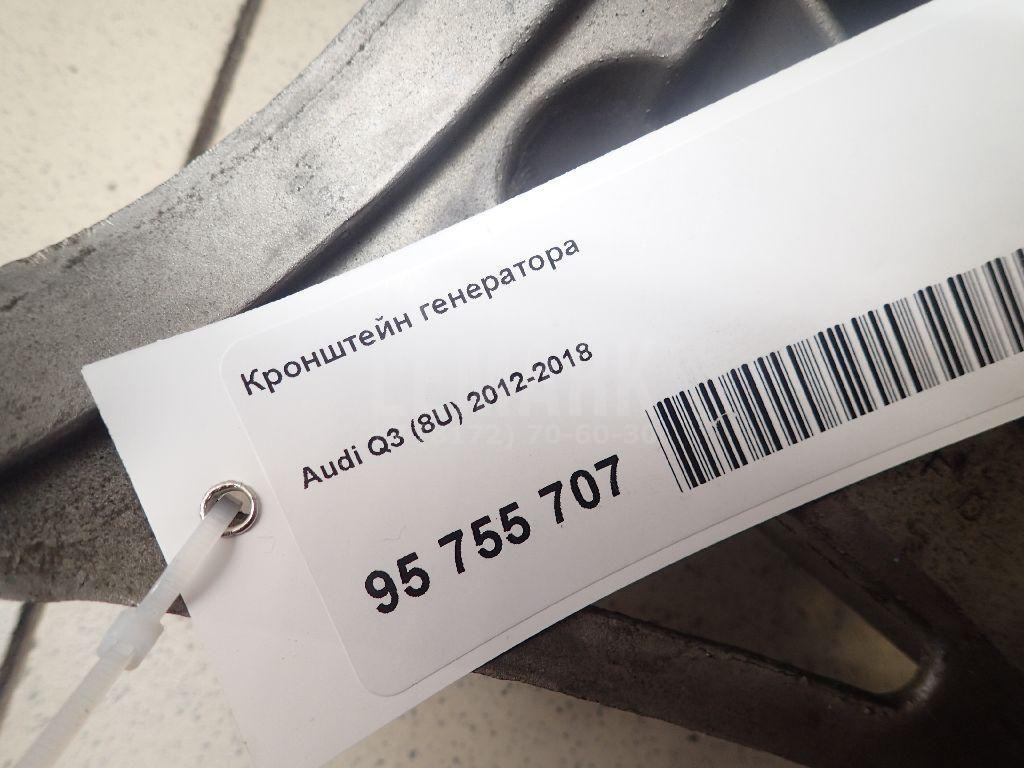 Кронштейн генератора
Audi Q3 (8U) 2012-2018
95 755 707